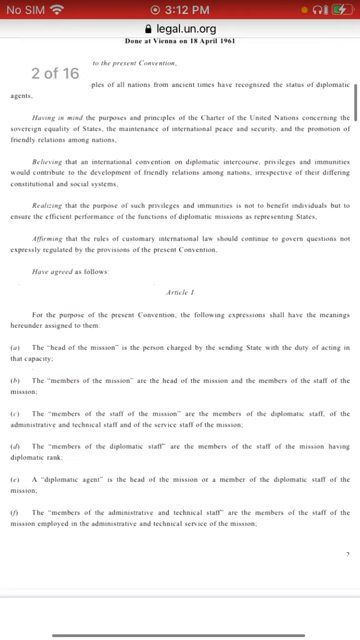 No SIM 3:12 PM
legal.un.org
Done at Vienna on 18 April 1961
to the present Convention,
2 of 16
ples of all nations from ancient times have recognized the status of diplomatic
agents,
Having in mind the purposes and principles of the Charter of the United Nations concerning the
sovereign equality of States, the maintenance of international peace and security, and the promotion of
friendly relations among nations,
Believing that an international convention on diplomatic intercourse, privileges and immunities
would contribute to the development of friendly relations among nations, irrespective of their differing
constitutional and social systems,
Realizing that the purpose of such privileges and immunities is not to benefit individuals but to
ensure the efficient performance of the functions of diplomatic missions as representing States,
Affirming that the rules of customary international law should continue to govern questions not
expressly regulated by the provisions of the present Convention,
Have agreed as follows:
Article 1
For the purpose of the present Convention, the following expressions shall have the meanings
hereunder assigned to them:
(a) The “head of the mission” is the person charged by the sending State with the duty of acting in
that capacity;
(b) The “members of the mission” are the head of the mission and the members of the staff of the
mission;
(c) The “members of the staff of the mission” are the members of the diplomatic staff, of the
administrative and technical staff and of the service staff of the mission;
(d) The “members of the diplomatic staff” are the members of the staff of the mission having
diplomatic rank;
(e) A “diplomatic agent” is the head of the mission or a member of the diplomatic staff of the
mission;
(f) The “members of the administrative and technical staff” are the members of the staff of the
mission employed in the administrative and technical service of the mission;